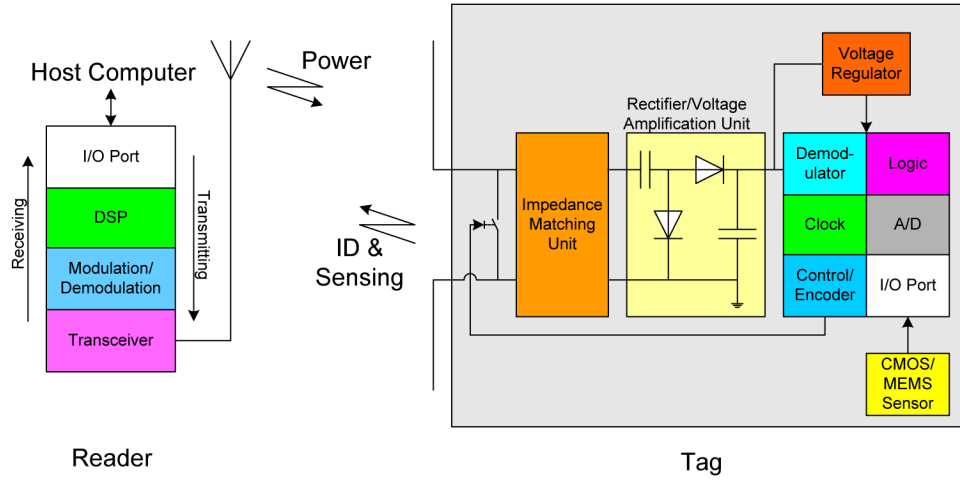 Host Computer
I/O Port
DSP
Modulation/
Demodulation
Transceiver
Receiving
Transmitting
Reader
Power
ID &
Sensing
Impedance
Matching
Unit
Rectifier/Voltage
Amplification Unit
Voltage
Regulator
Demod-
ulator
Logic
Clock
A/D
Control/
Encoder
I/O Port
CMOS/
MEMS
Sensor
Tag